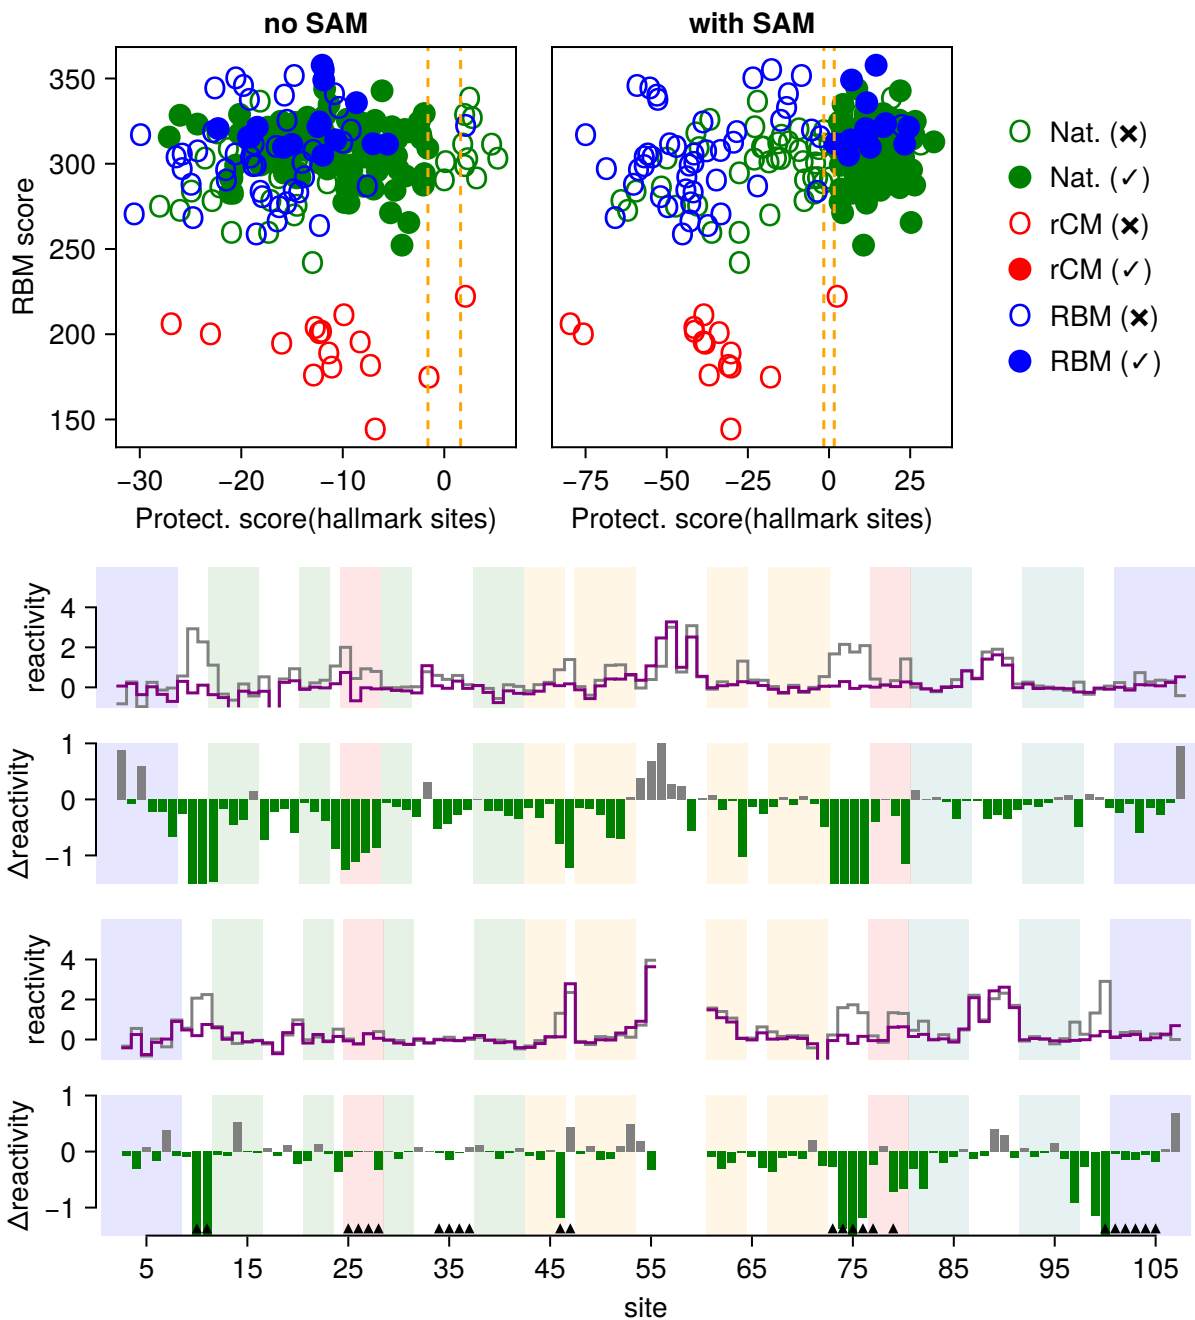 no SAM
with SAM
RBM score
350
300
250
200
150
−30
−20
−10
0
Protect. score(hallmark sites)
−75
−50
−25
0
25
Protect. score(hallmark sites)
Nat. (×)
Nat. (✓)
rCM (×)
rCM (✓)
RBM (×)
RBM (✓)
reactivity
4
2
0
Δreactivity
1
0
−1
reactivity
4
2
0
Δreactivity
1
0
−1
5
15
25
35
45
55
65
75
85
95
105
site